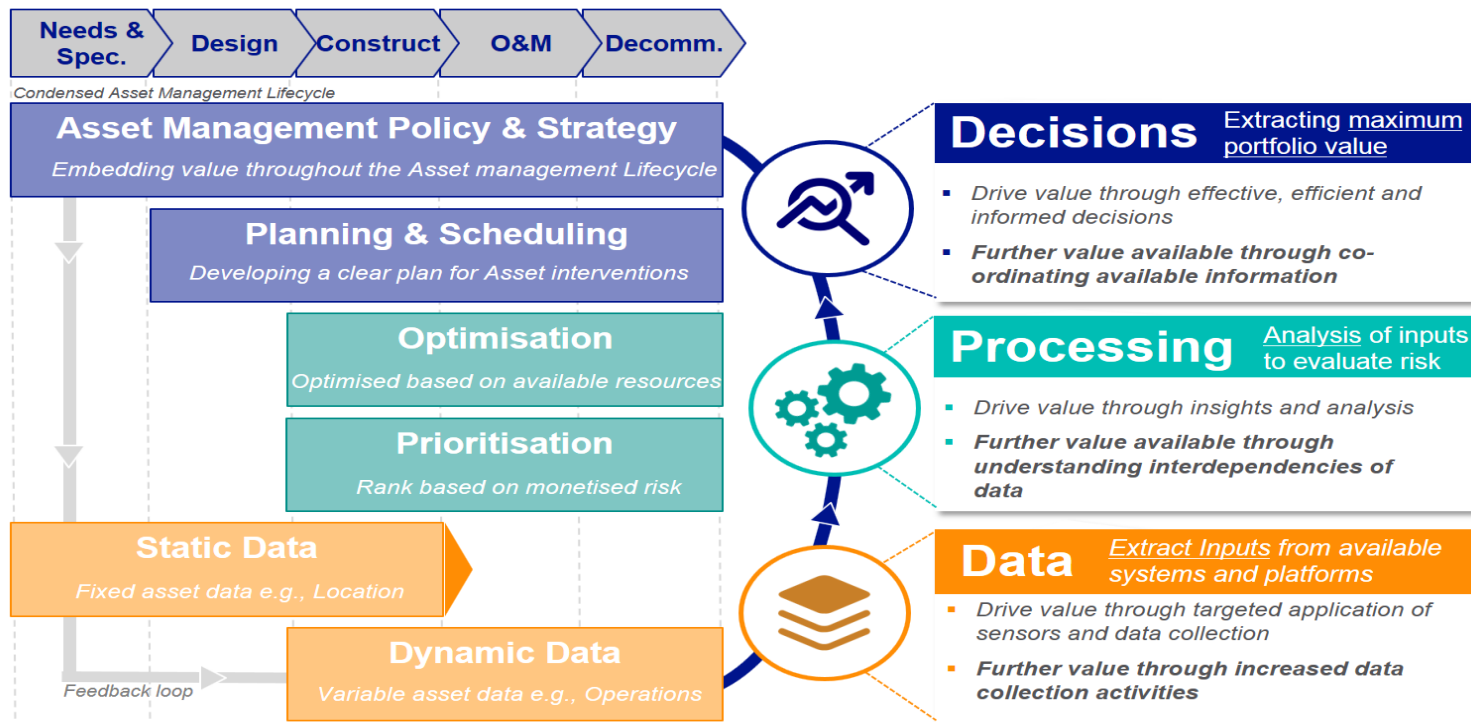 Needs &
Spec.
Design
Construct
O&M
Decomm.
Condensed Asset Management Lifecycle
Asset Management Policy & Strategy
Embedding value throughout the Asset management Lifecycle
Planning & Scheduling
Developing a clear plan for Asset interventions
Optimisation
Optimised based on available resources
Prioritisation
Rank based on monetised risk
Static Data
Fixed asset data e.g., Location
Dynamic Data
Variable asset data e.g., Operations
Feedback loop
Decisions
Extracting maximum
portfolio value
▪ Drive value through effective, efficient and
informed decisions
▪ Further value available through co-
ordinating available information
Processing
Analysis of inputs
to evaluate risk
▪ Drive value through insights and analysis
▪ Further value available through
understanding interdependencies of
data
Data
Extract Inputs from available
systems and platforms
▪ Drive value through targeted application of
sensors and data collection
▪ Further value through increased data
collection activities